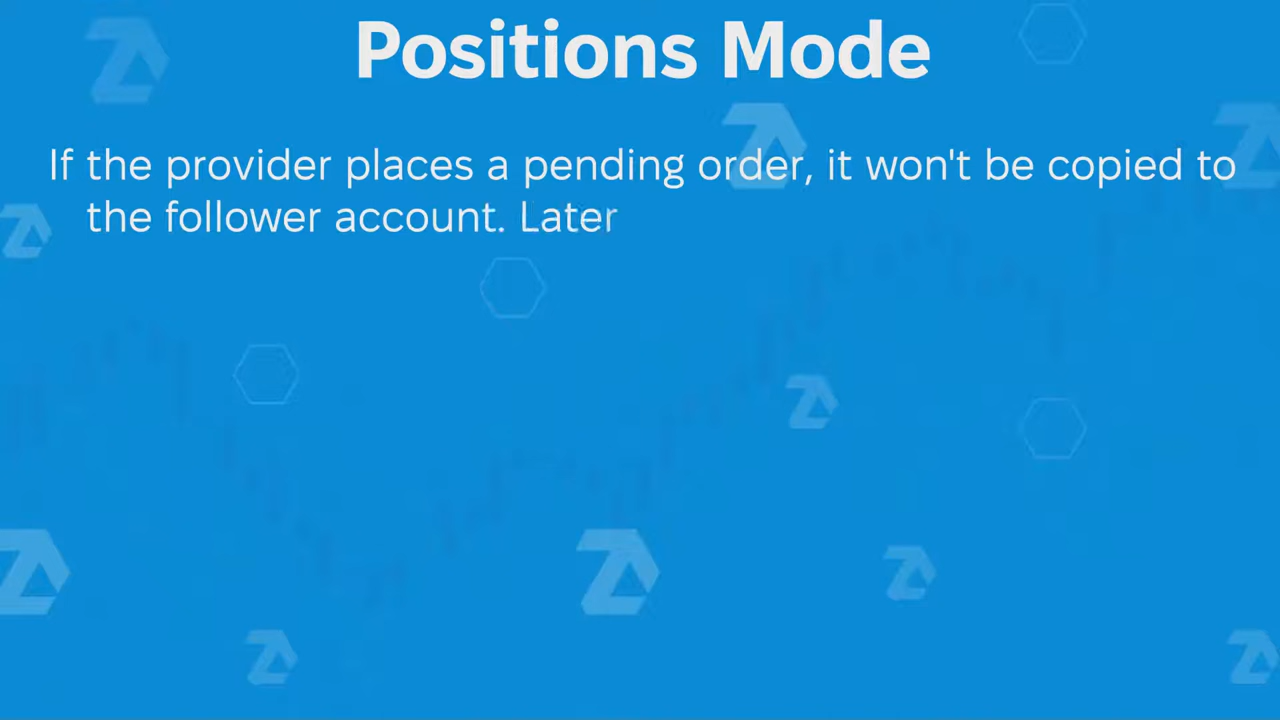 Positions Mode
If the provider places a pending order, it won't be copied to
the follower account. Later